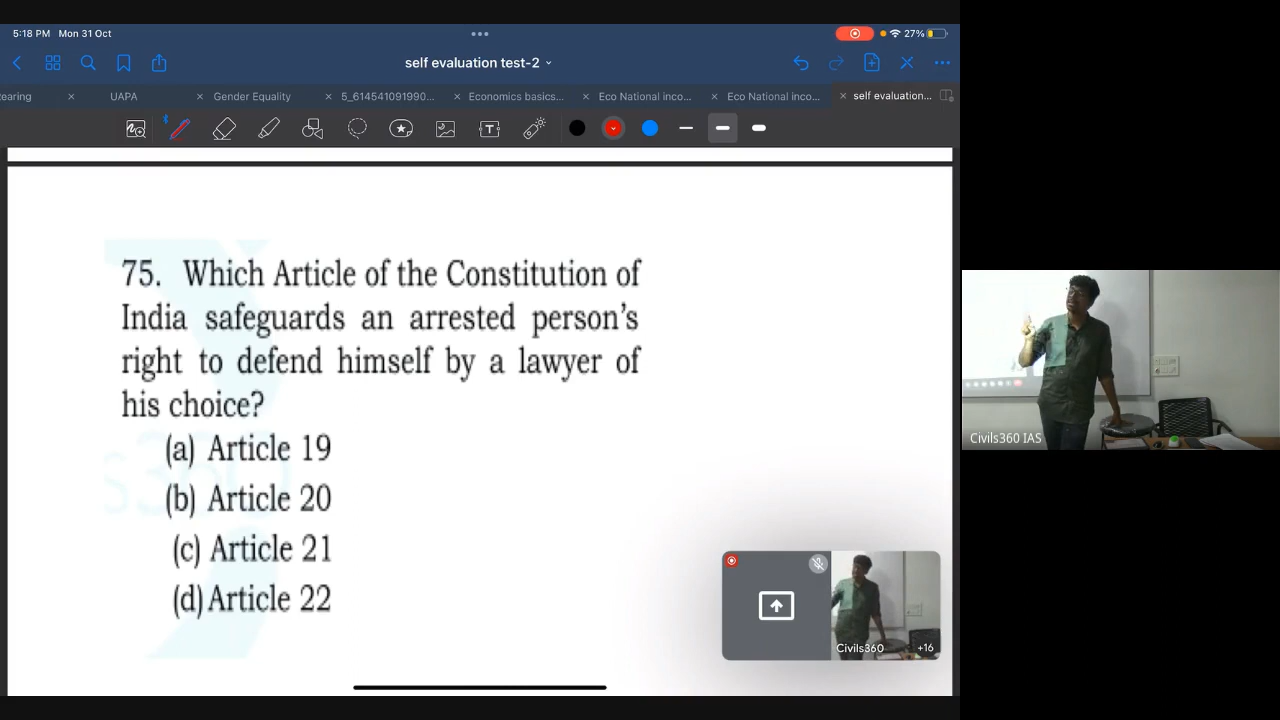 5:18 PM Mon 31 Oct
27%
self evaluation test-2
earing
UAPA
Gender Equality
5_614541091990...
Economics basics...
Eco National inco...
Eco National inco...
self evaluation...
75. Which Article of the Constitution of
India safeguards an arrested person's
right to defend himself by a lawyer of
his choice?
(a) Article 19
(b) Article 20
(c) Article 21
(d) Article 22
Civils360 IAS
Civils360
+16